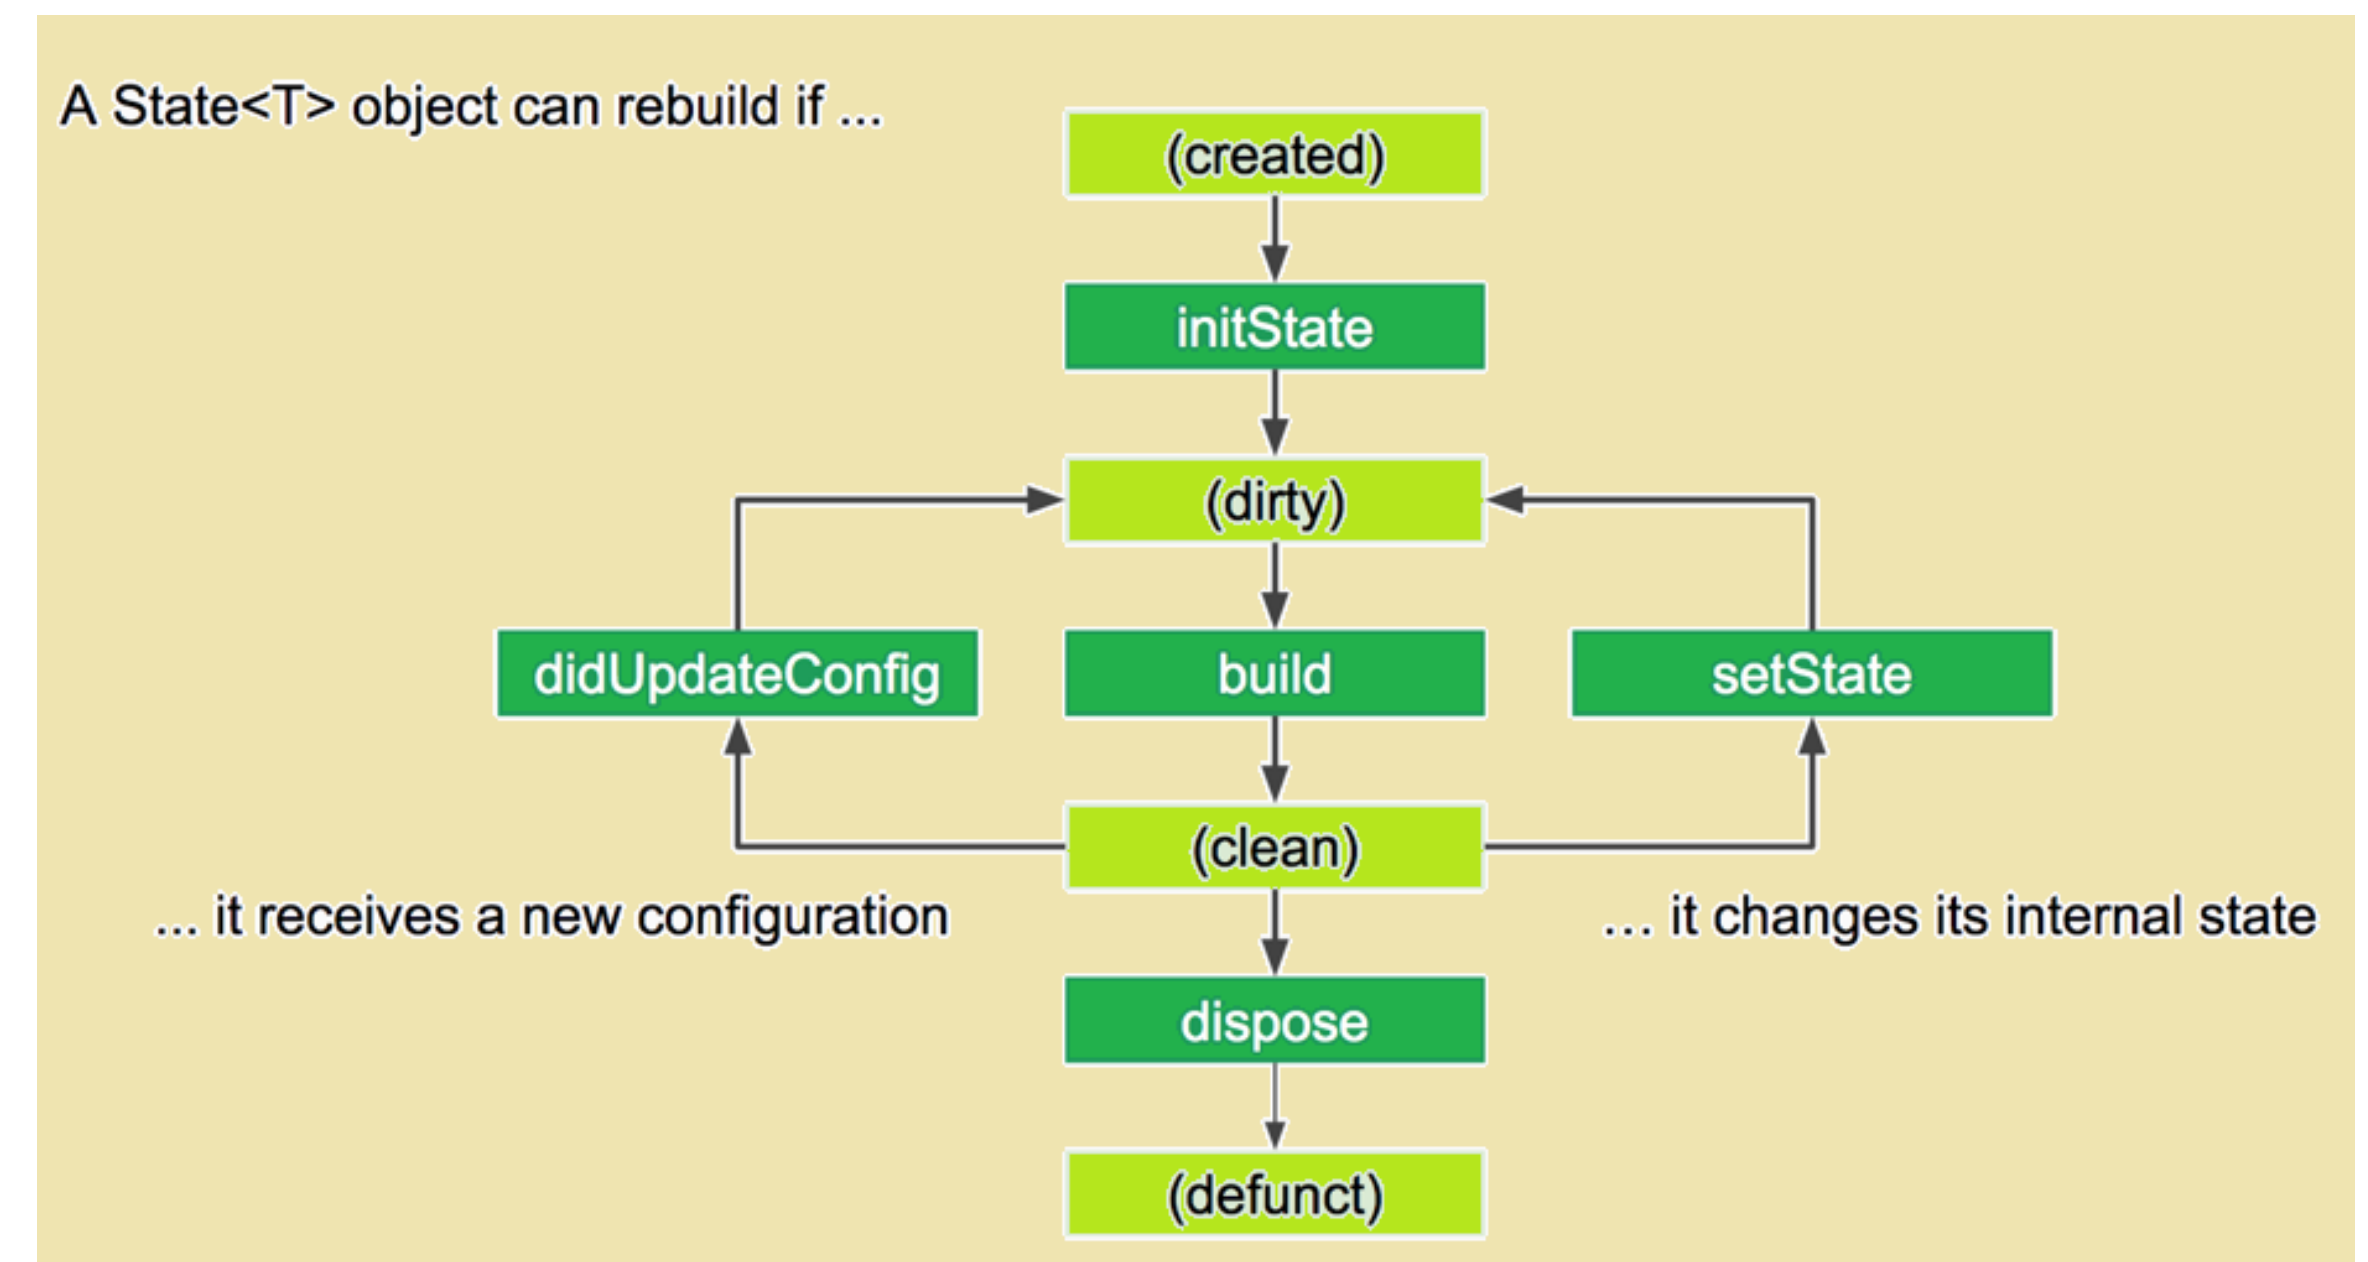 A State<T> object can rebuild if ...
(created)
initState
(dirty)
didUpdateConfig
build
setState
(clean)
... it receives a new configuration
... it changes its internal state
dispose
(defunct)